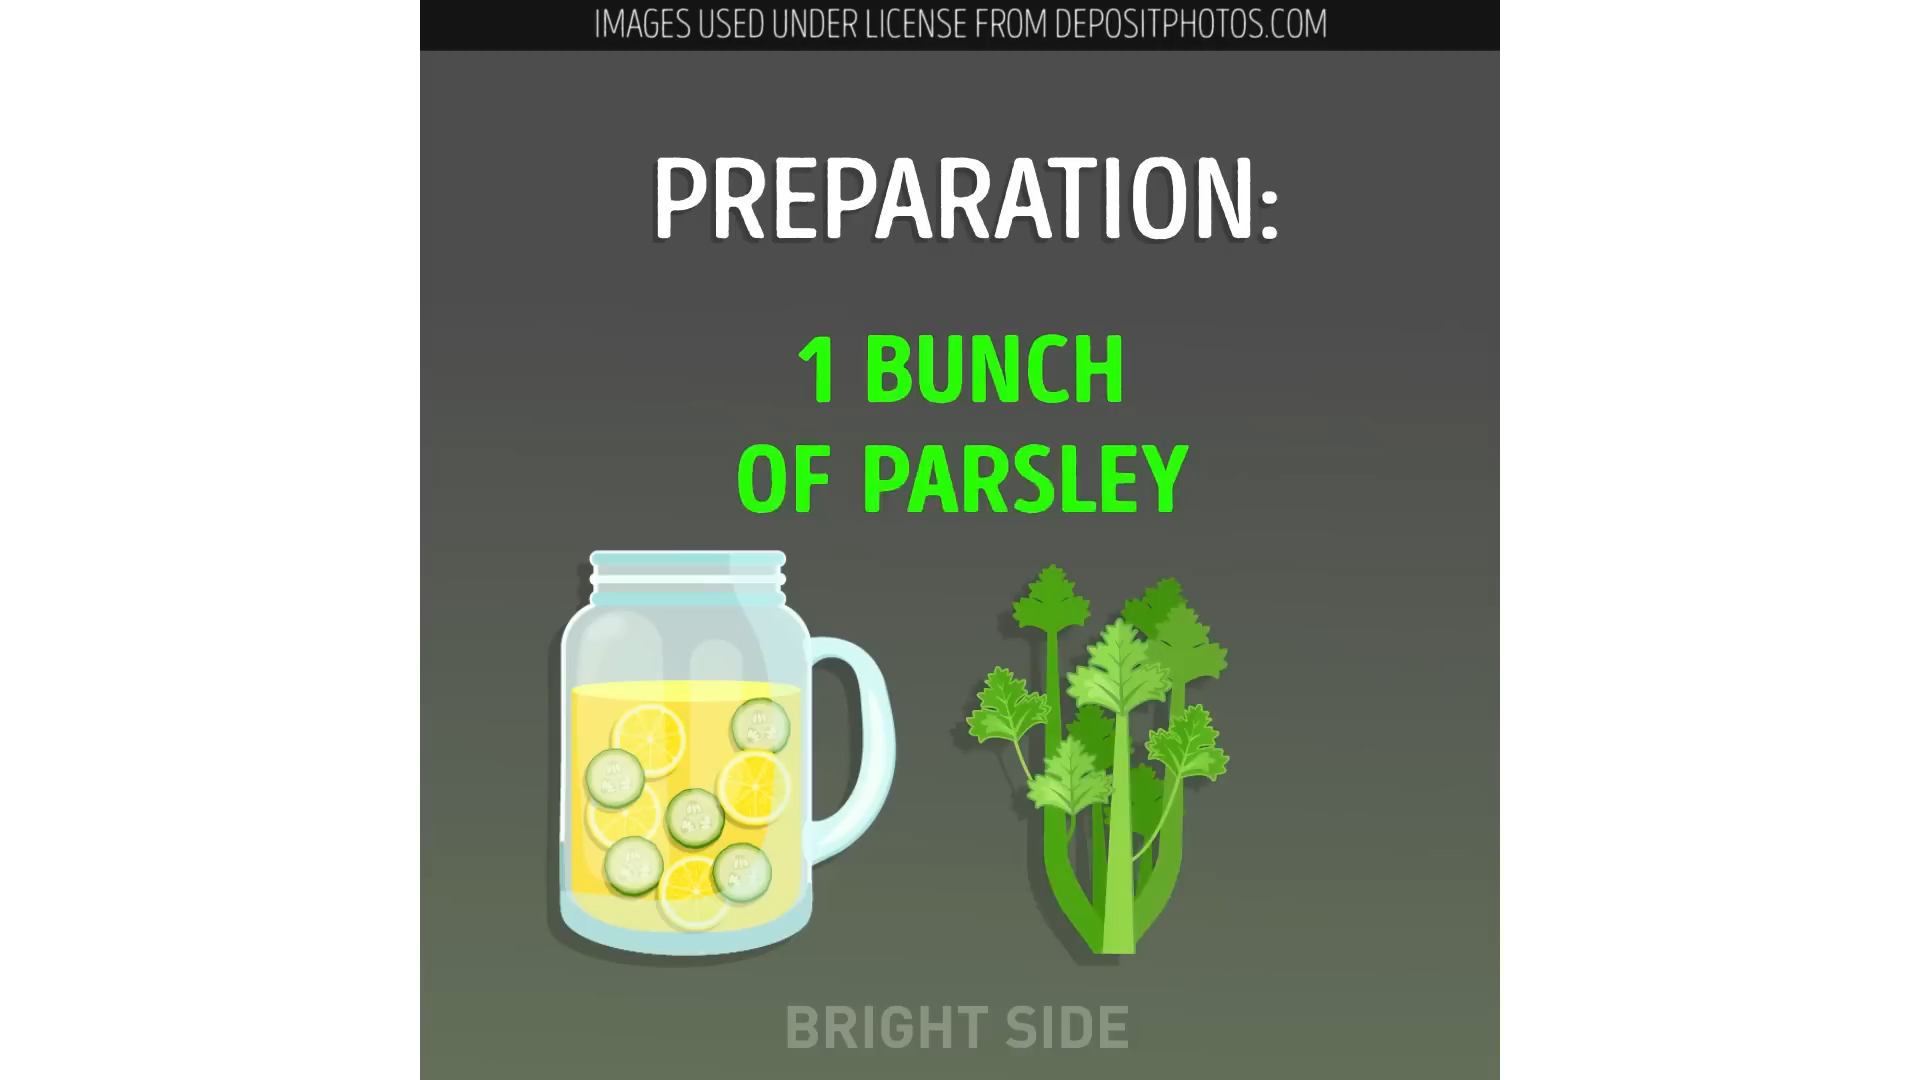 IMAGES USED UNDER LICENSE FROM DEPOSITPHOTOS.COM
PREPARATION:
1 BUNCH
OF PARSLEY
BRIGHT SIDE